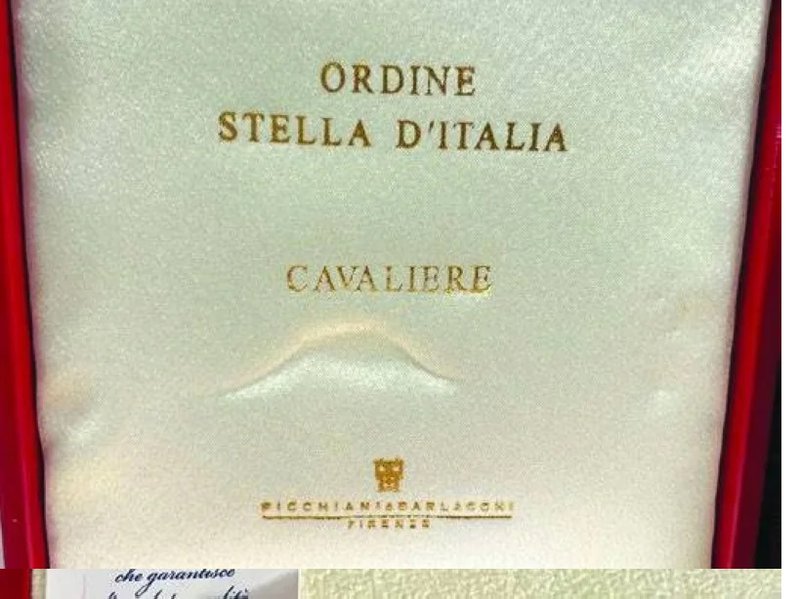 ORDINE
STELLA D'ITALIA
CAVALIERE
PICCHIANI&BARLACCHI
FIRENZE
che garantisce